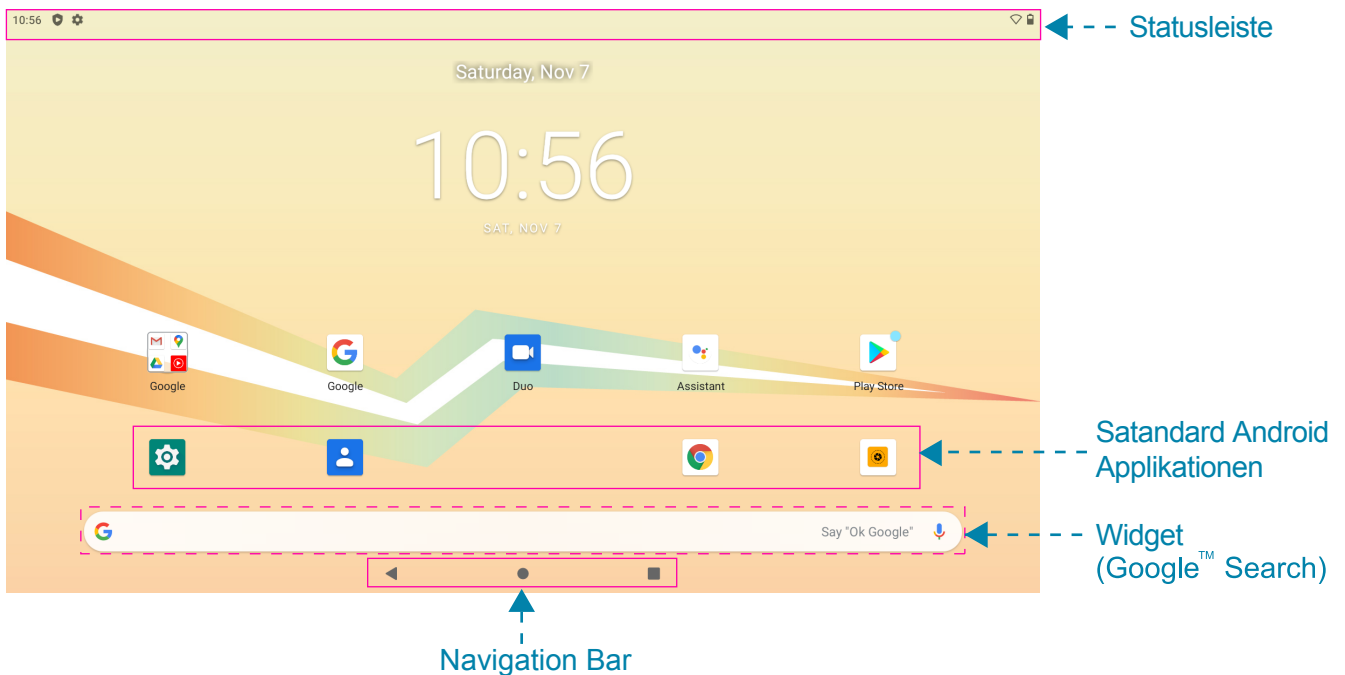 10:56
Statusleiste
Saturday, Nov 7
10:56
SAT, NOV 7
Google
Google
Duo
Assistant
Play Store
Satandard Android
Applikationen
Say "Ok Google"
Widget
(Google™ Search)
Navigation Bar